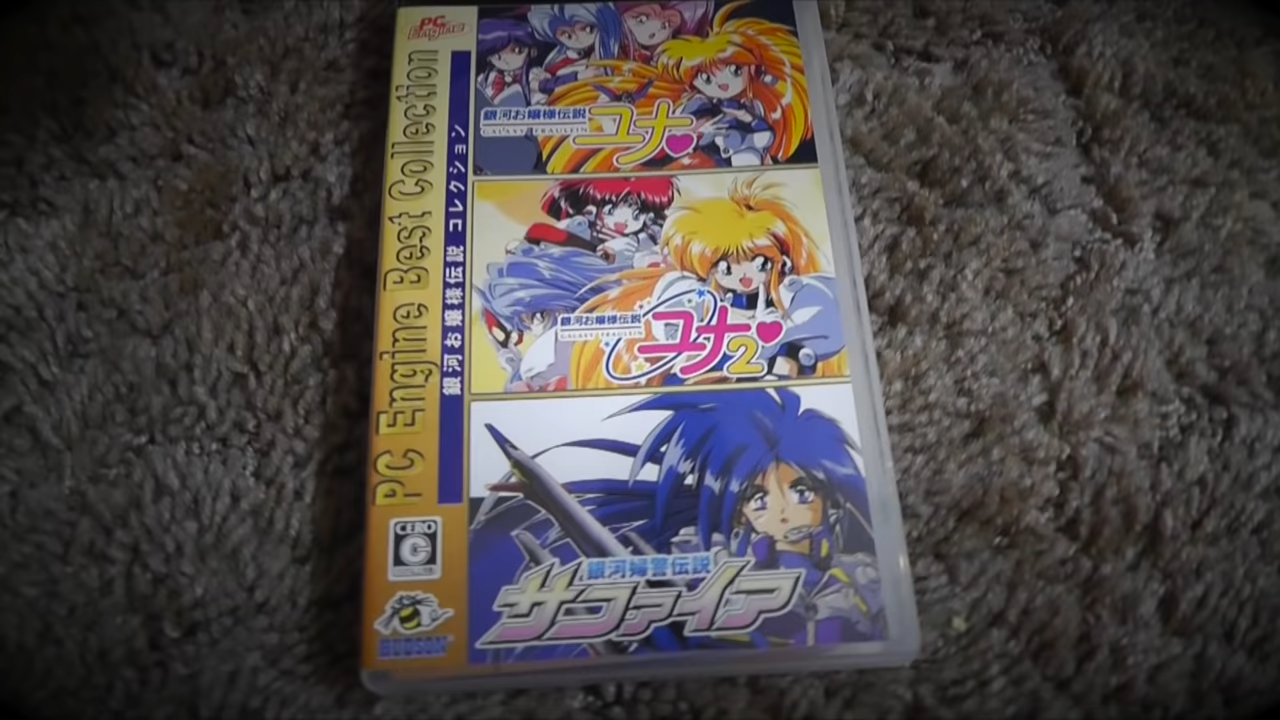 PC Engine
PC Engine Best Collection
銀河お嬢様伝説 コレクション
銀河お嬢様伝説
GALAXY FRAULEIN
ユナ
銀河お嬢様伝説
GALAXY FRAULEIN
ユナ2
銀河婦警伝説
サファイア
CERO
C
HUDSON